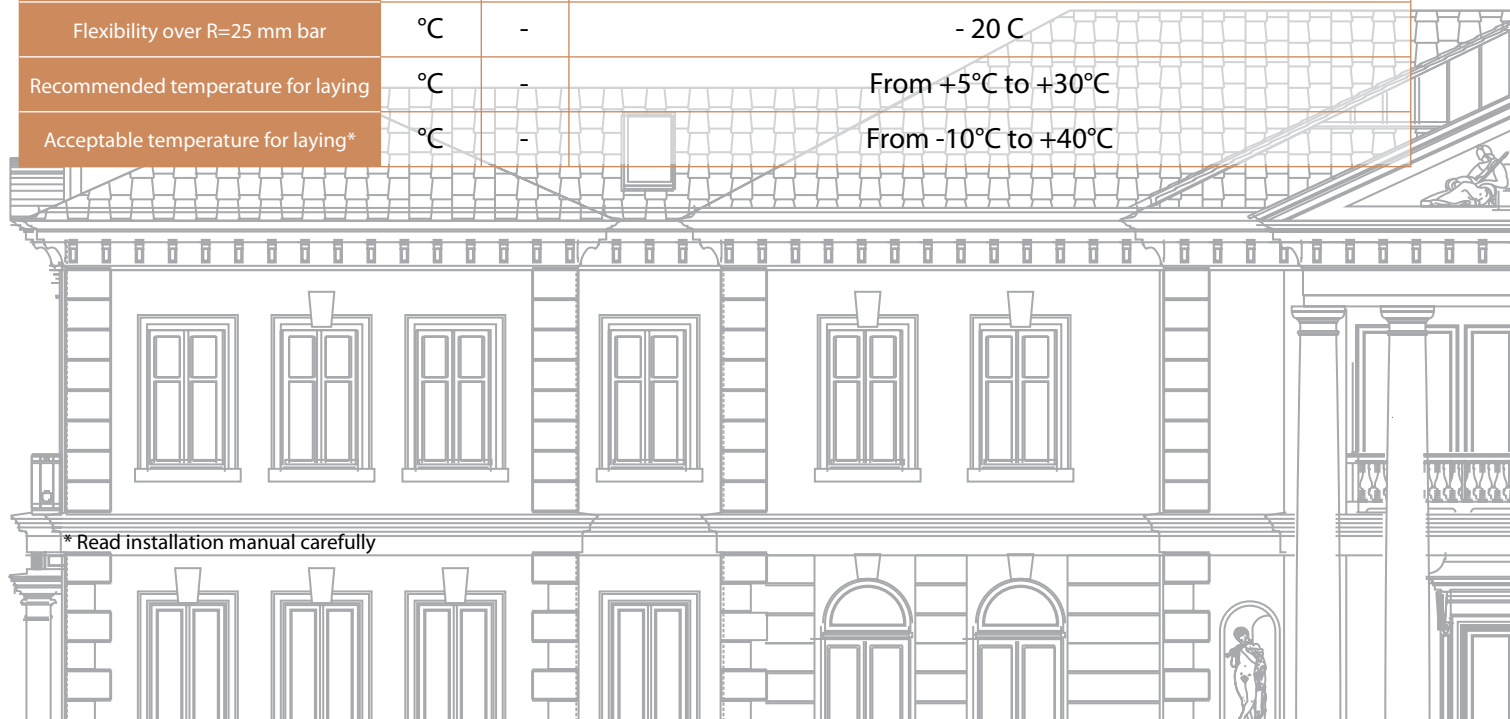 Flexibility over R=25 mm bar °C - - 20 C
Recommended temperature for laying °C - From +5°C to +30°C
Acceptable temperature for laying* °C - From -10°C to +40°C
* Read installation manual carefully